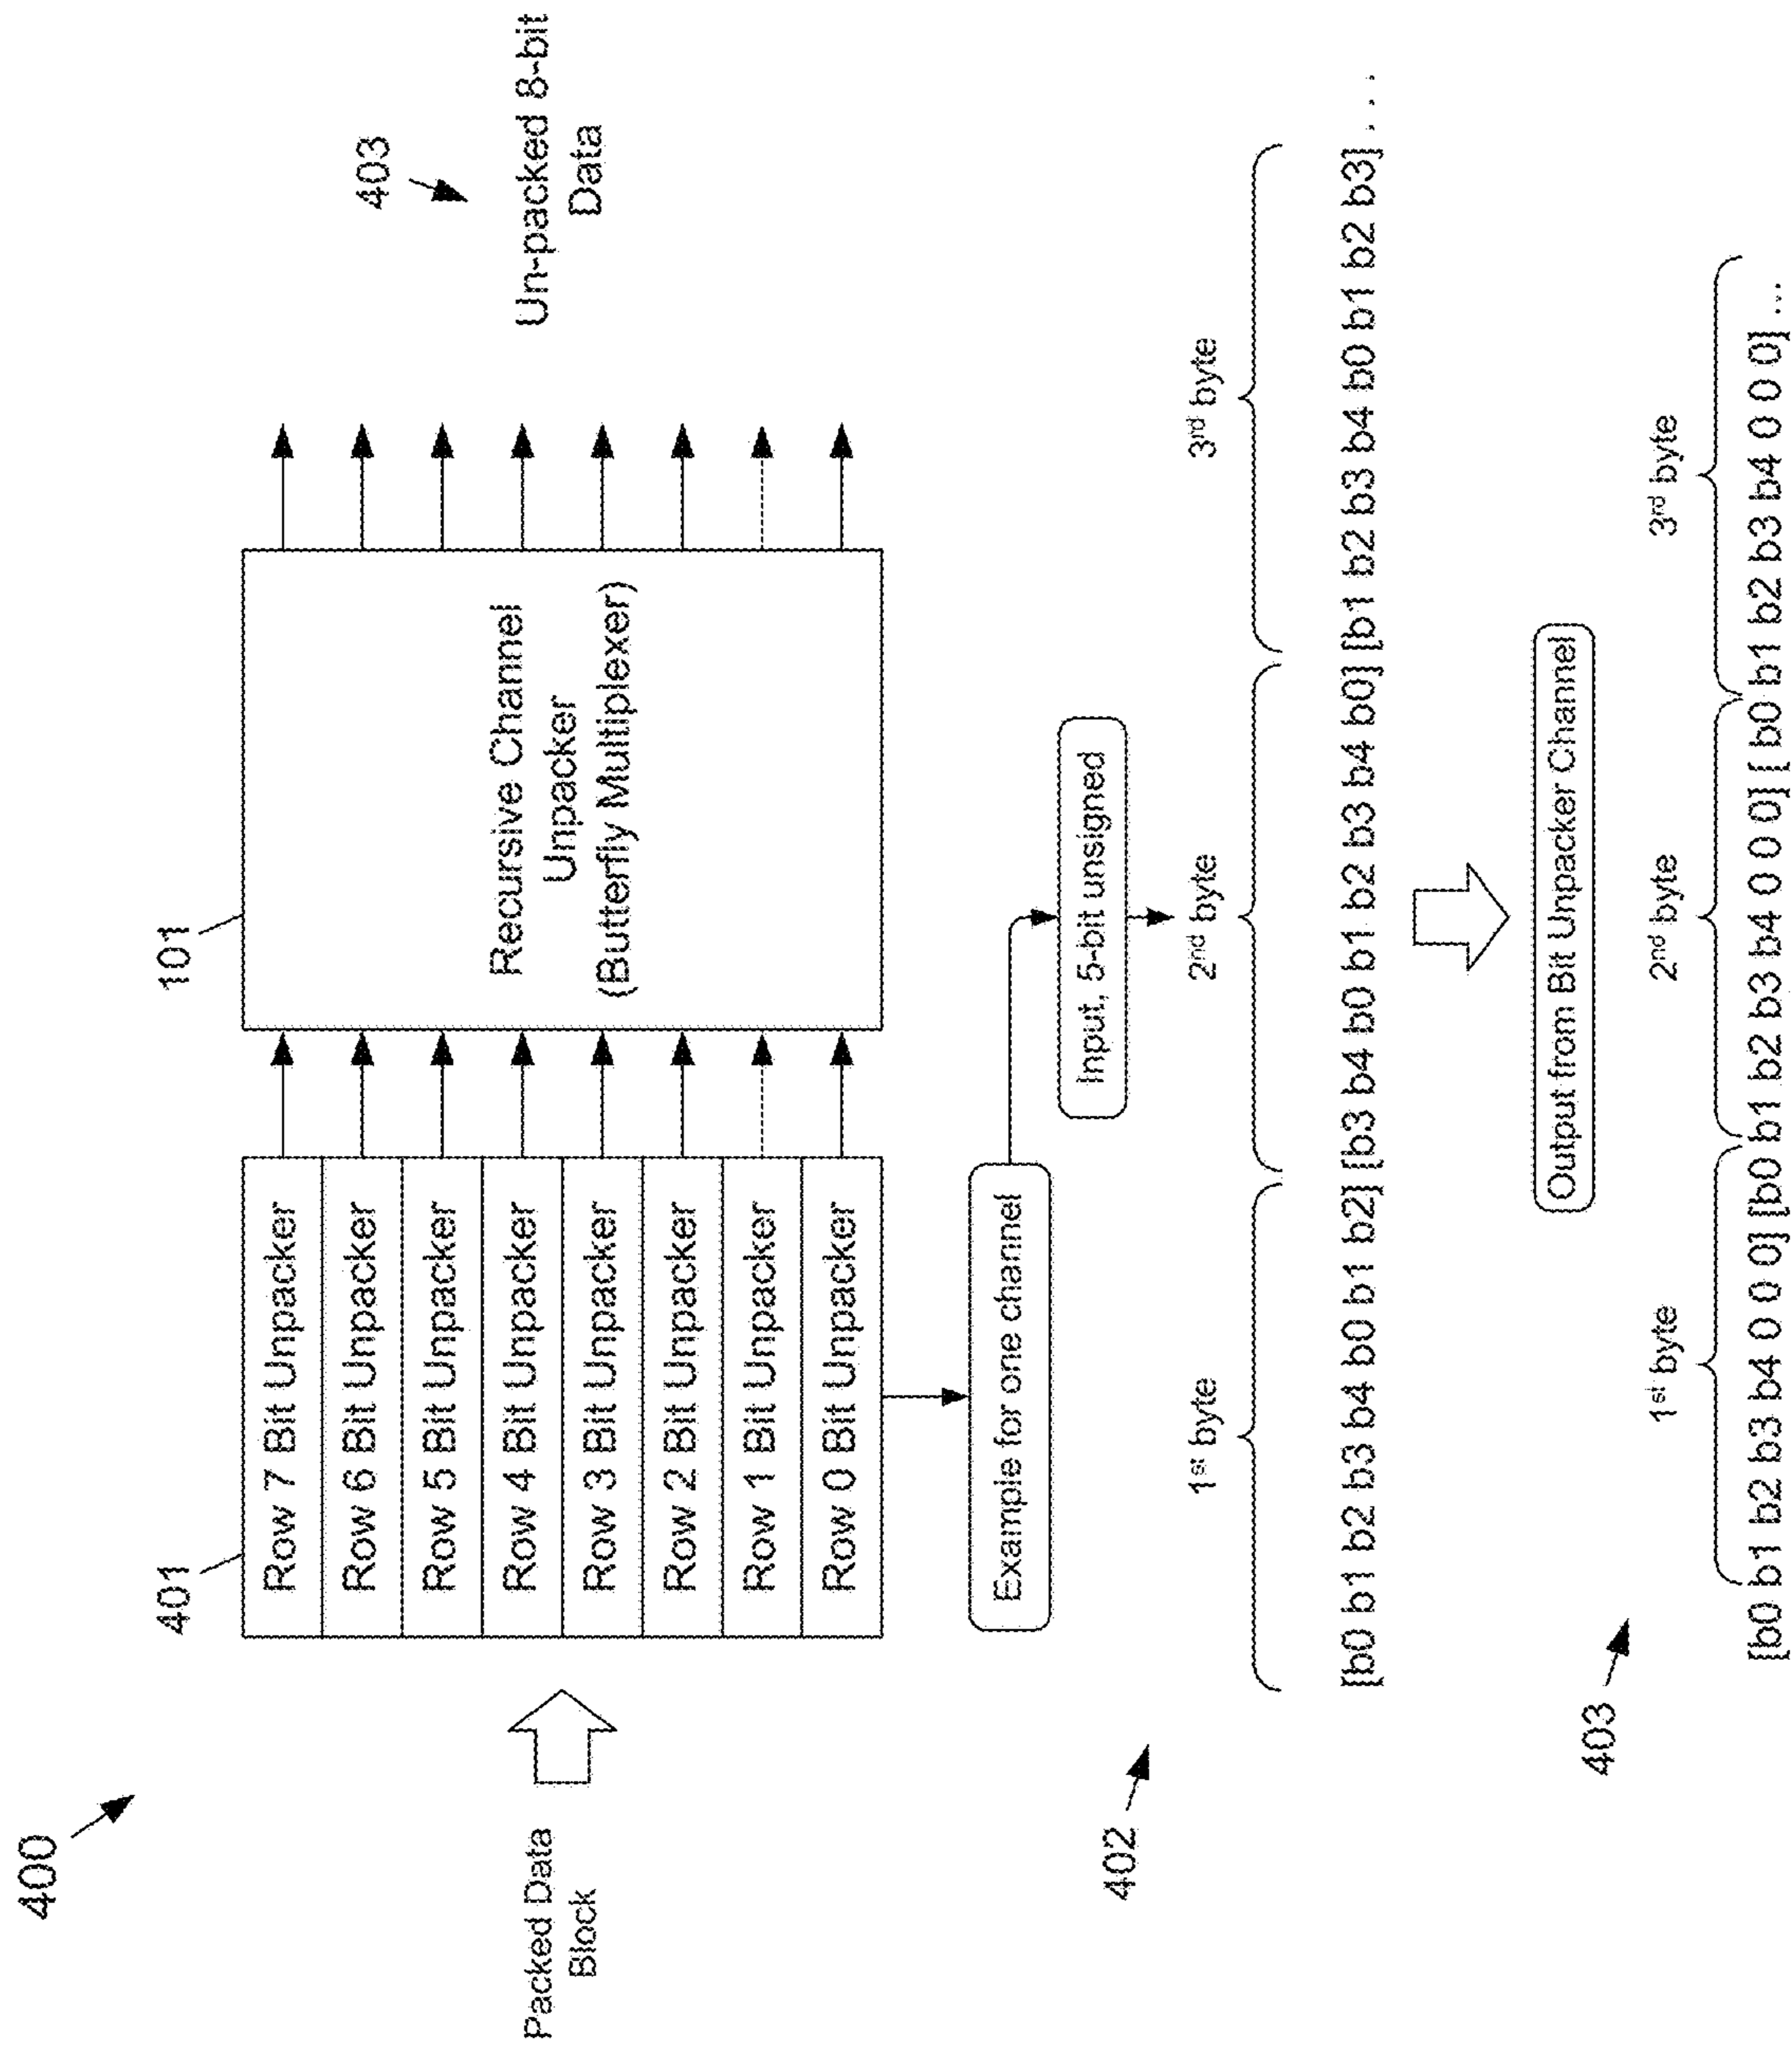 400
401
101
403
Packed Data
Block
Row 7 Bit Unpacker
Row 6 Bit Unpacker
Row 5 Bit Unpacker
Row 4 Bit Unpacker
Row 3 Bit Unpacker
Row 2 Bit Unpacker
Row 1 Bit Unpacker
Row 0 Bit Unpacker
Recursive Channel
Unpacker
(Butterfly Multiplexer)
Un-packed 8-bit
Data
Example for one channel
Input, 5-bit unsigned
402
1st byte
2nd byte
3rd byte
[b0 b1 b2 b3 b4 b0 b1 b2] [b3 b4 b0 b1 b2 b3 b4 b0] [b1 b2 b3 b4 b0 b1 b2 b3] . . .
Output from Bit Unpacker Channel
403
1st byte
2nd byte
3rd byte
[b0 b1 b2 b3 b4 0 0 0] [b0 b1 b2 b3 b4 0 0 0] [ b0 b1 b2 b3 b4 0 0 0] ...